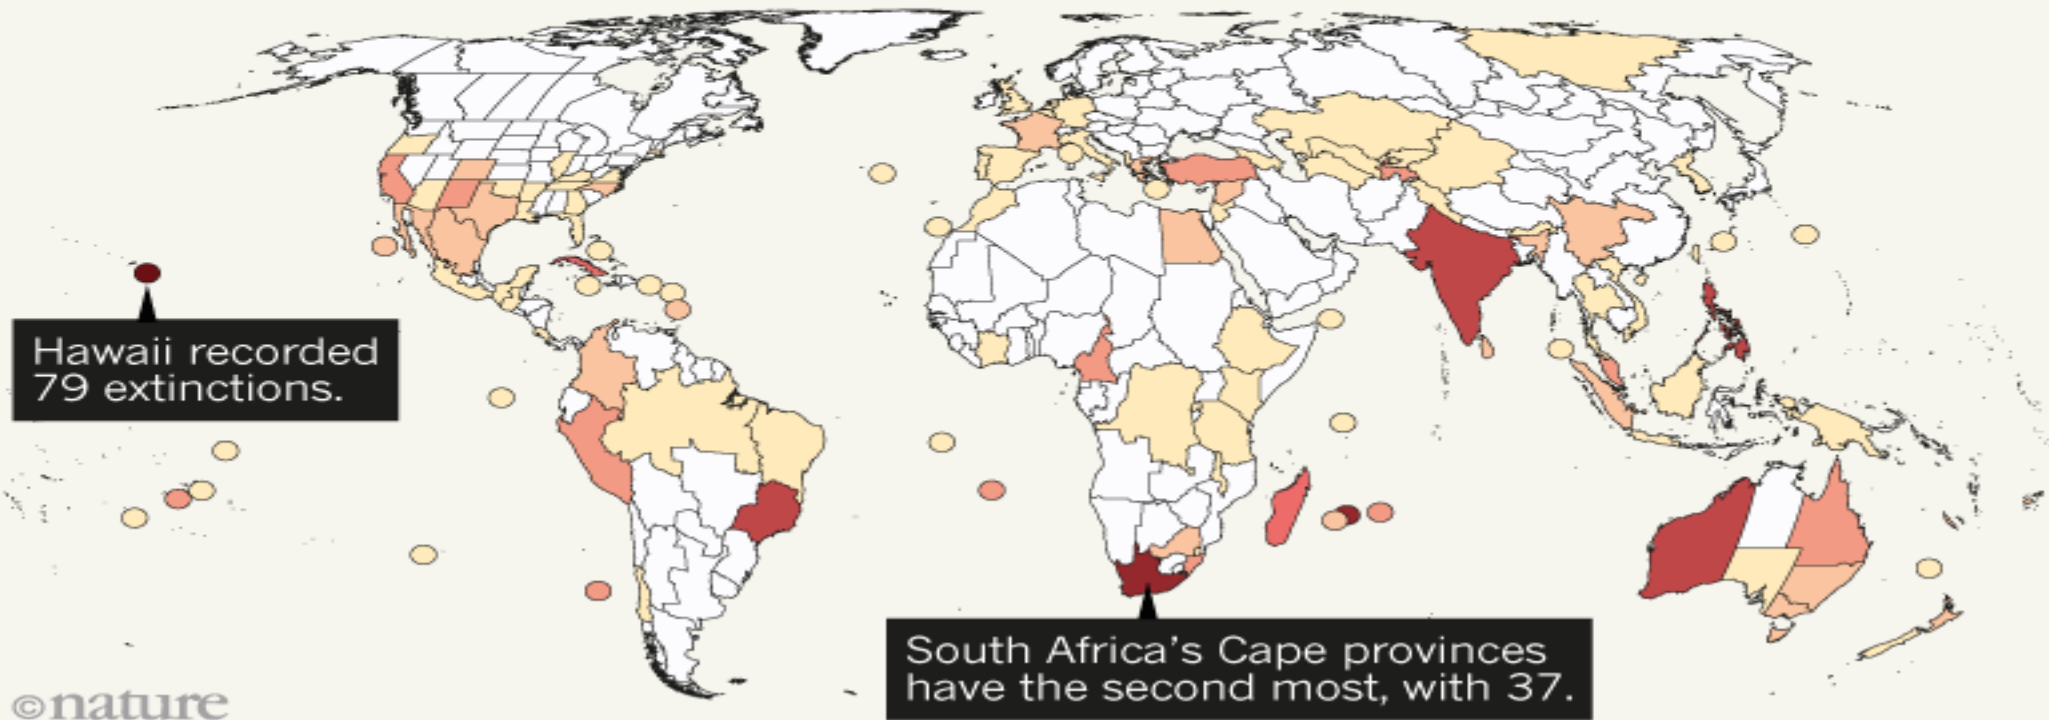 Hawaii recorded
79 extinctions.
South Africa’s Cape provinces
have the second most, with 37.
©nature